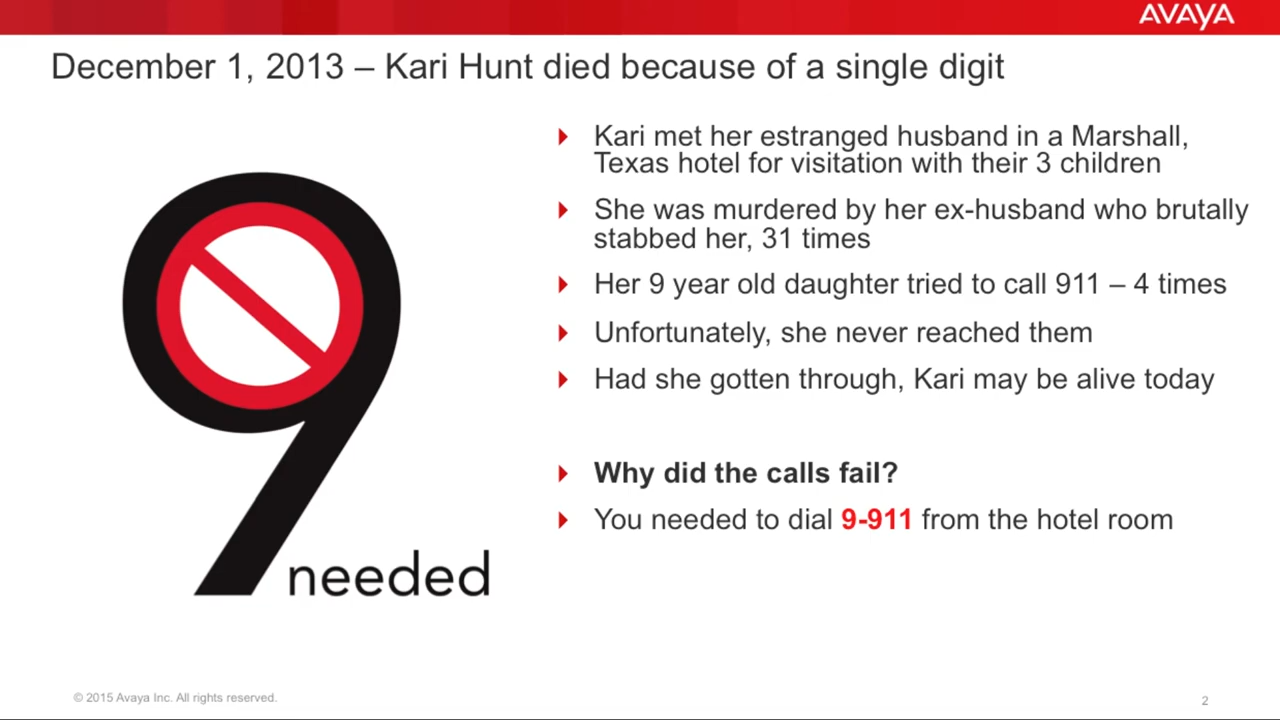 AVAYA
December 1, 2013 – Kari Hunt died because of a single digit
9
needed
Kari met her estranged husband in a Marshall,
Texas hotel for visitation with their 3 children
She was murdered by her ex-husband who brutally
stabbed her, 31 times
Her 9 year old daughter tried to call 911 – 4 times
Unfortunately, she never reached them
Had she gotten through, Kari may be alive today
Why did the calls fail?
You needed to dial 9-911 from the hotel room
© 2015 Avaya Inc. All rights reserved.
2